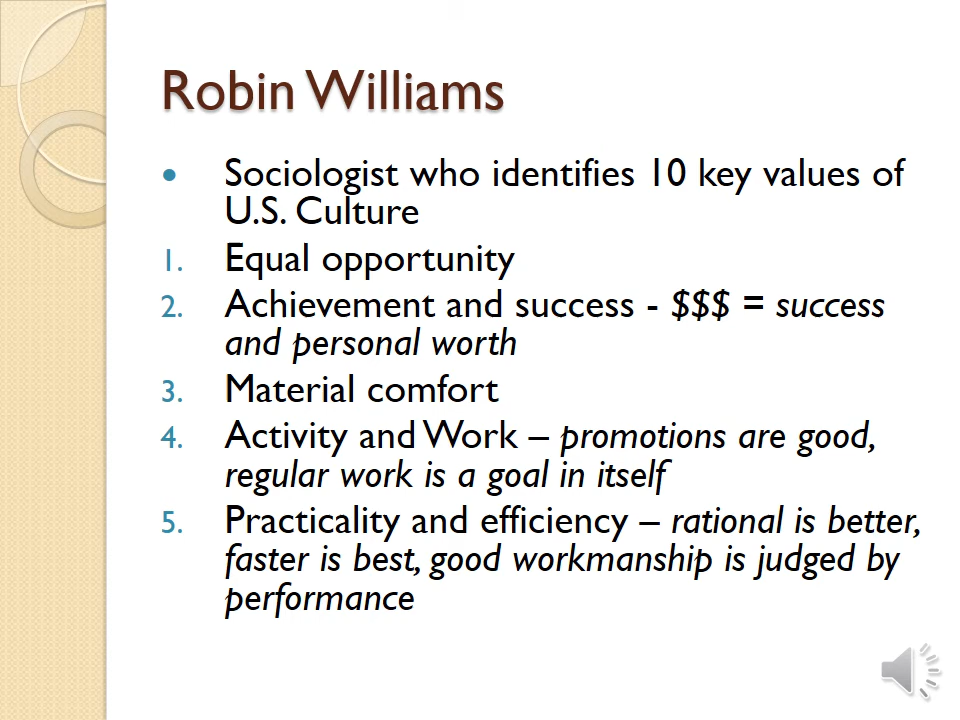 Robin Williams
• Sociologist who identifies 10 key values of
U.S. Culture
1. Equal opportunity
2. Achievement and success - $$$ = success
and personal worth
3. Material comfort
4. Activity and Work – promotions are good,
regular work is a goal in itself
5. Practicality and efficiency – rational is better,
faster is best, good workmanship is judged by
performance